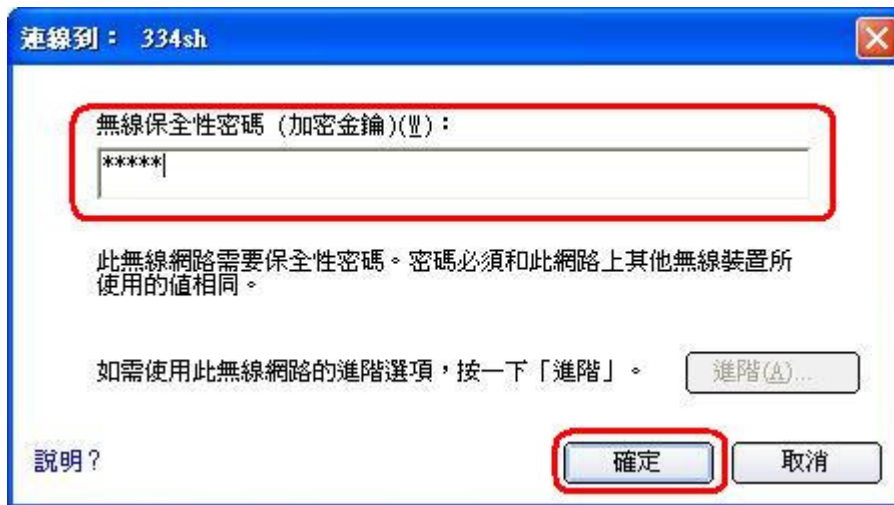 連線到： 334sh
無線保全性密碼 (加密金鑰)(W)：
*****
此無線網路需要保全性密碼。密碼必須和此網路上其他無線裝置所
使用的值相同。
如需使用此無線網路的進階選項，按一下「進階」。 進階(A)...
說明？ 確定 取消